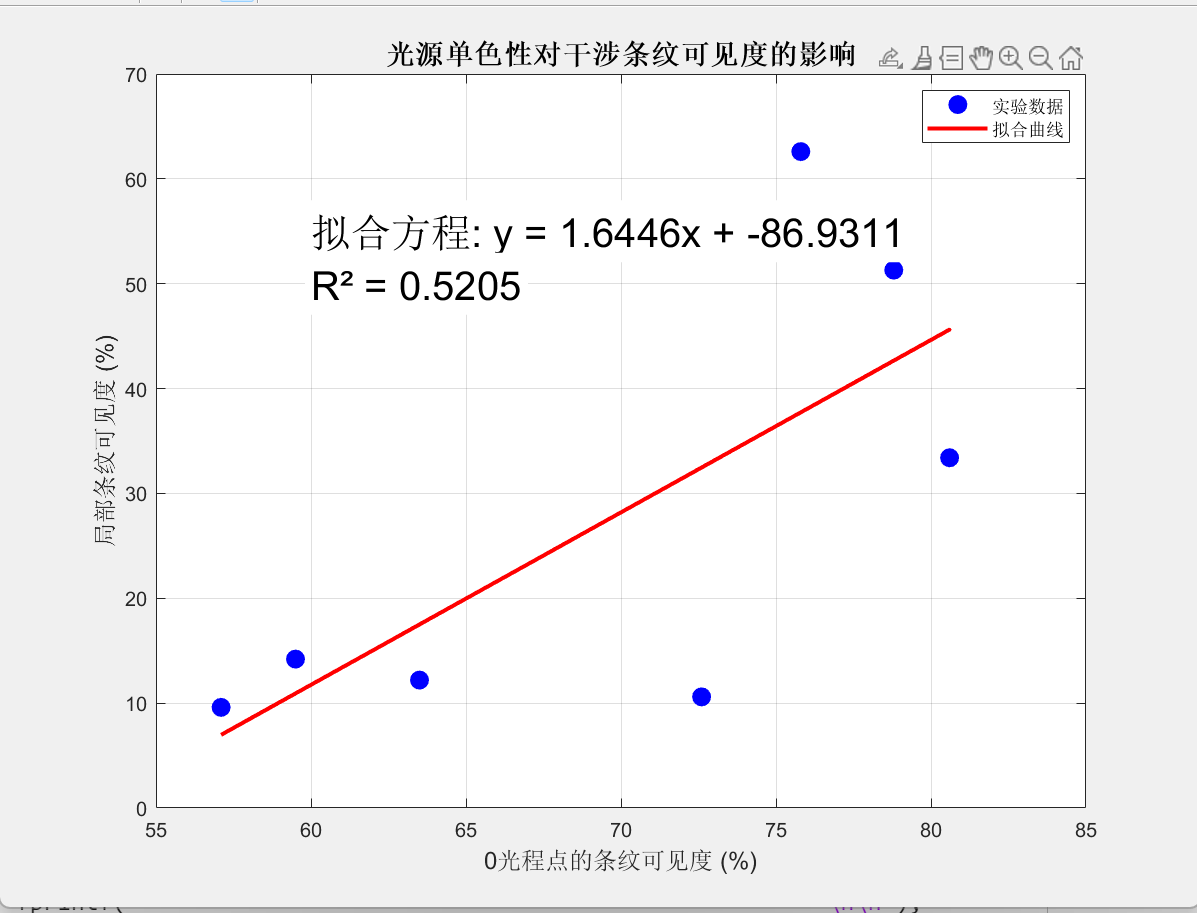 光源单色性对干涉条纹可见度的影响
实验数据
拟合曲线
拟合方程: y = 1.6446x + -86.9311
R² = 0.5205
局部条纹可见度 (%)
70
60
50
40
30
20
10
0
55 60 65 70 75 80 85
0光程点的条纹可见度 (%)